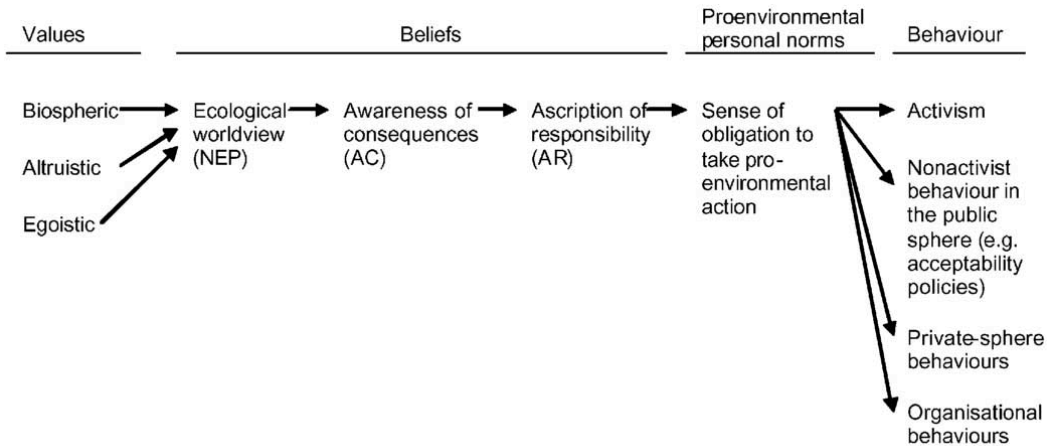 Values
Beliefs
Proenvironmental
personal norms
Behaviour
Biospheric
Altruistic
Egoistic
Ecological
worldview
(NEP)
Awareness of
consequences
(AC)
Ascription of
responsibility
(AR)
Sense of
obligation to
take pro-
environmental
action
Activism
Nonactivist
behaviour in
the public
sphere (e.g.
acceptability
policies)
Private-sphere
behaviours
Organisational
behaviours